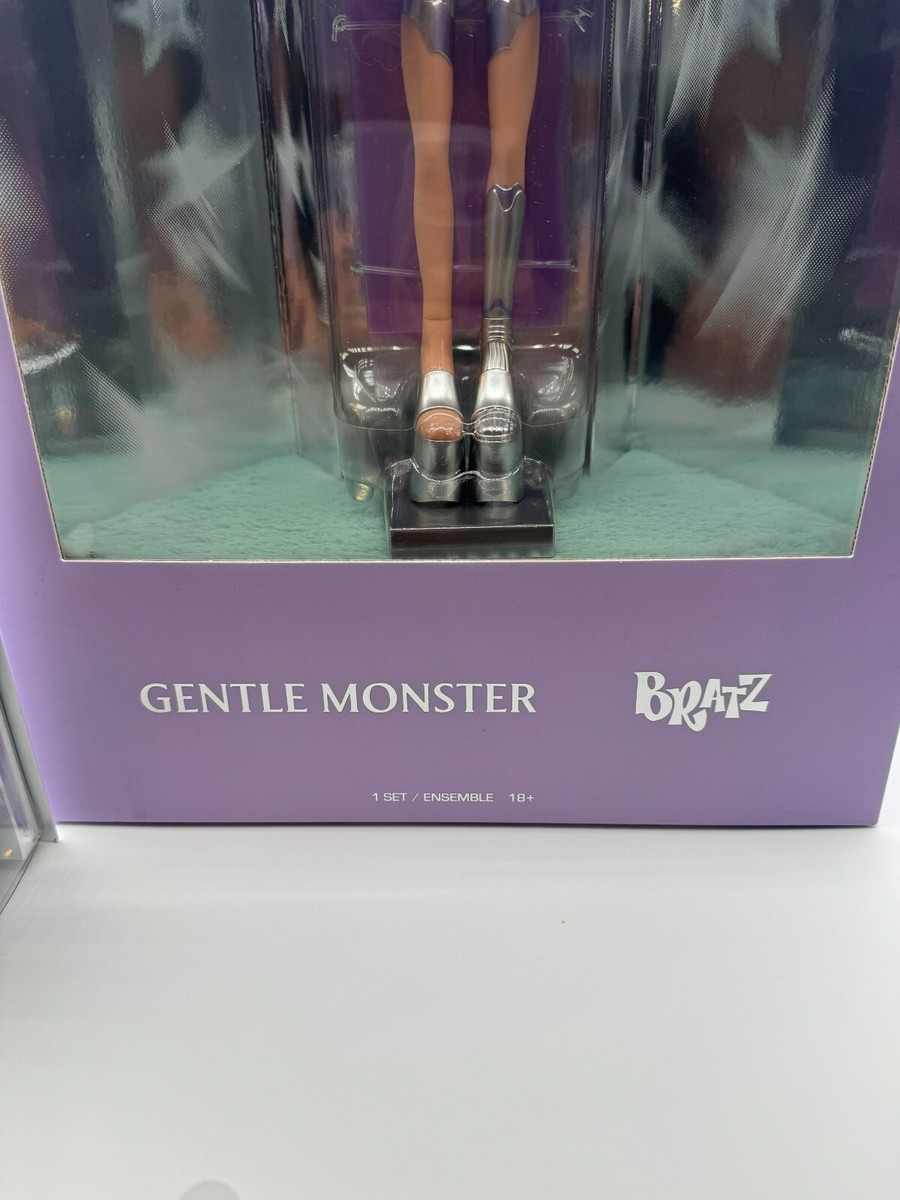 GENTLE MONSTER BRATZ
1 SET / ENSEMBLE 18+